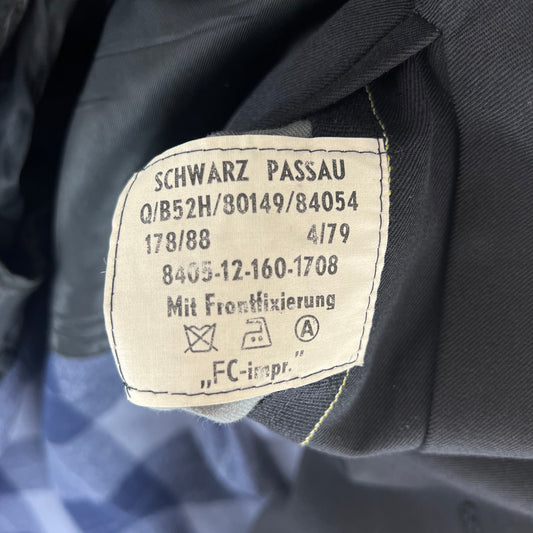 SCHWARZ PASSAU
Q/B52H/80149/84054
178/88 4/79
8405-12-160-1708
Mit Frontfixierung
A
„FC-impr."